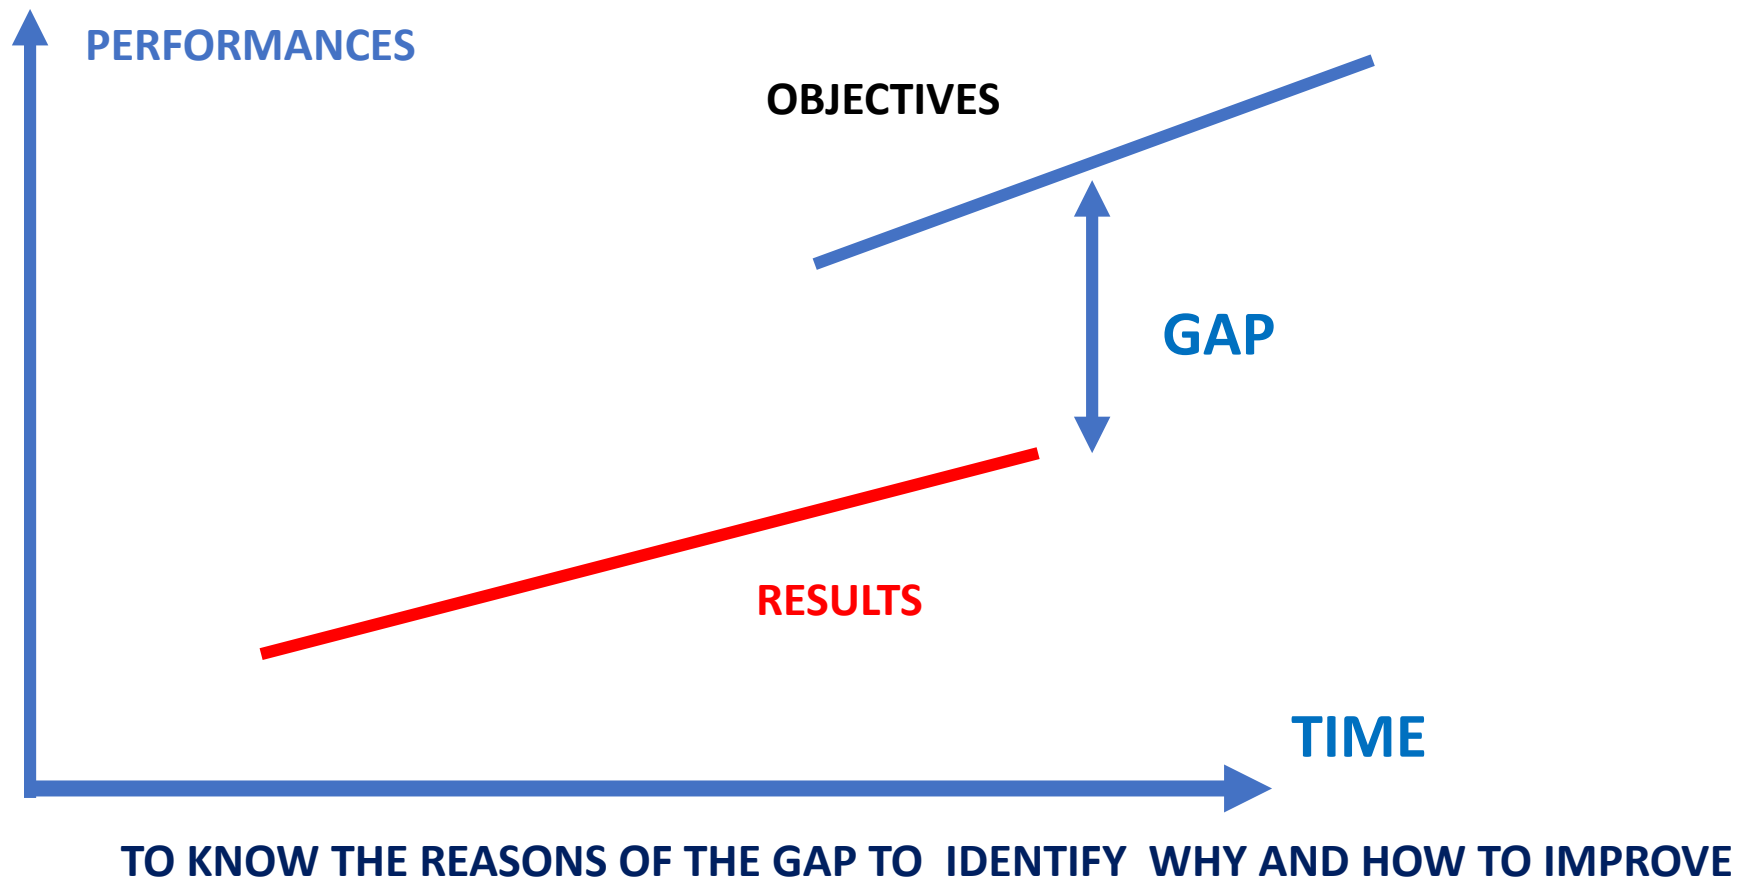 PERFORMANCES
OBJECTIVES
GAP
RESULTS
TIME
TO KNOW THE REASONS OF THE GAP TO IDENTIFY WHY AND HOW TO IMPROVE